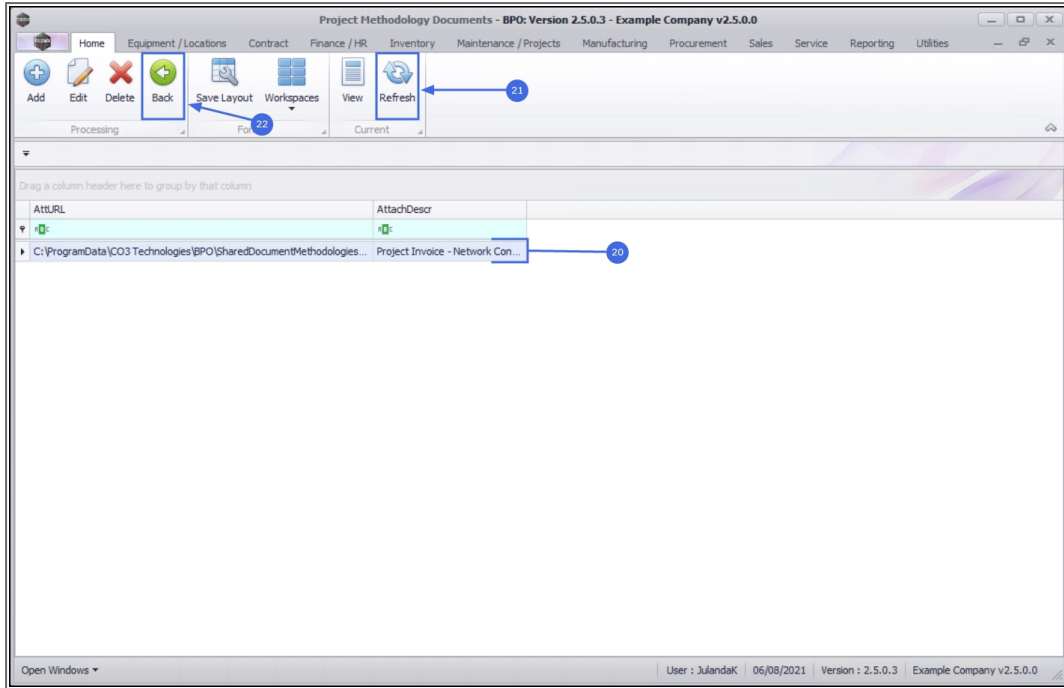 Project Methodology Documents - BPO: Version 2.5.0.3 - Example Company v2.5.0.0
Home Equipment / Locations Contract Finance / HR Inventory Maintenance / Projects Manufacturing Procurement Sales Service Reporting Utilities
Add Edit Delete Back Save Layout Workspaces View Refresh
21
22
Processing For Current
Drag a column header here to group by that column
AttURL AttachDescr
C:\ProgramData\CO3 Technologies\BPO\SharedDocumentMethodologies... Project Invoice - Network Con...
20
Open Windows User : JulandaK 06/08/2021 Version : 2.5.0.3 Example Company v2.5.0.0